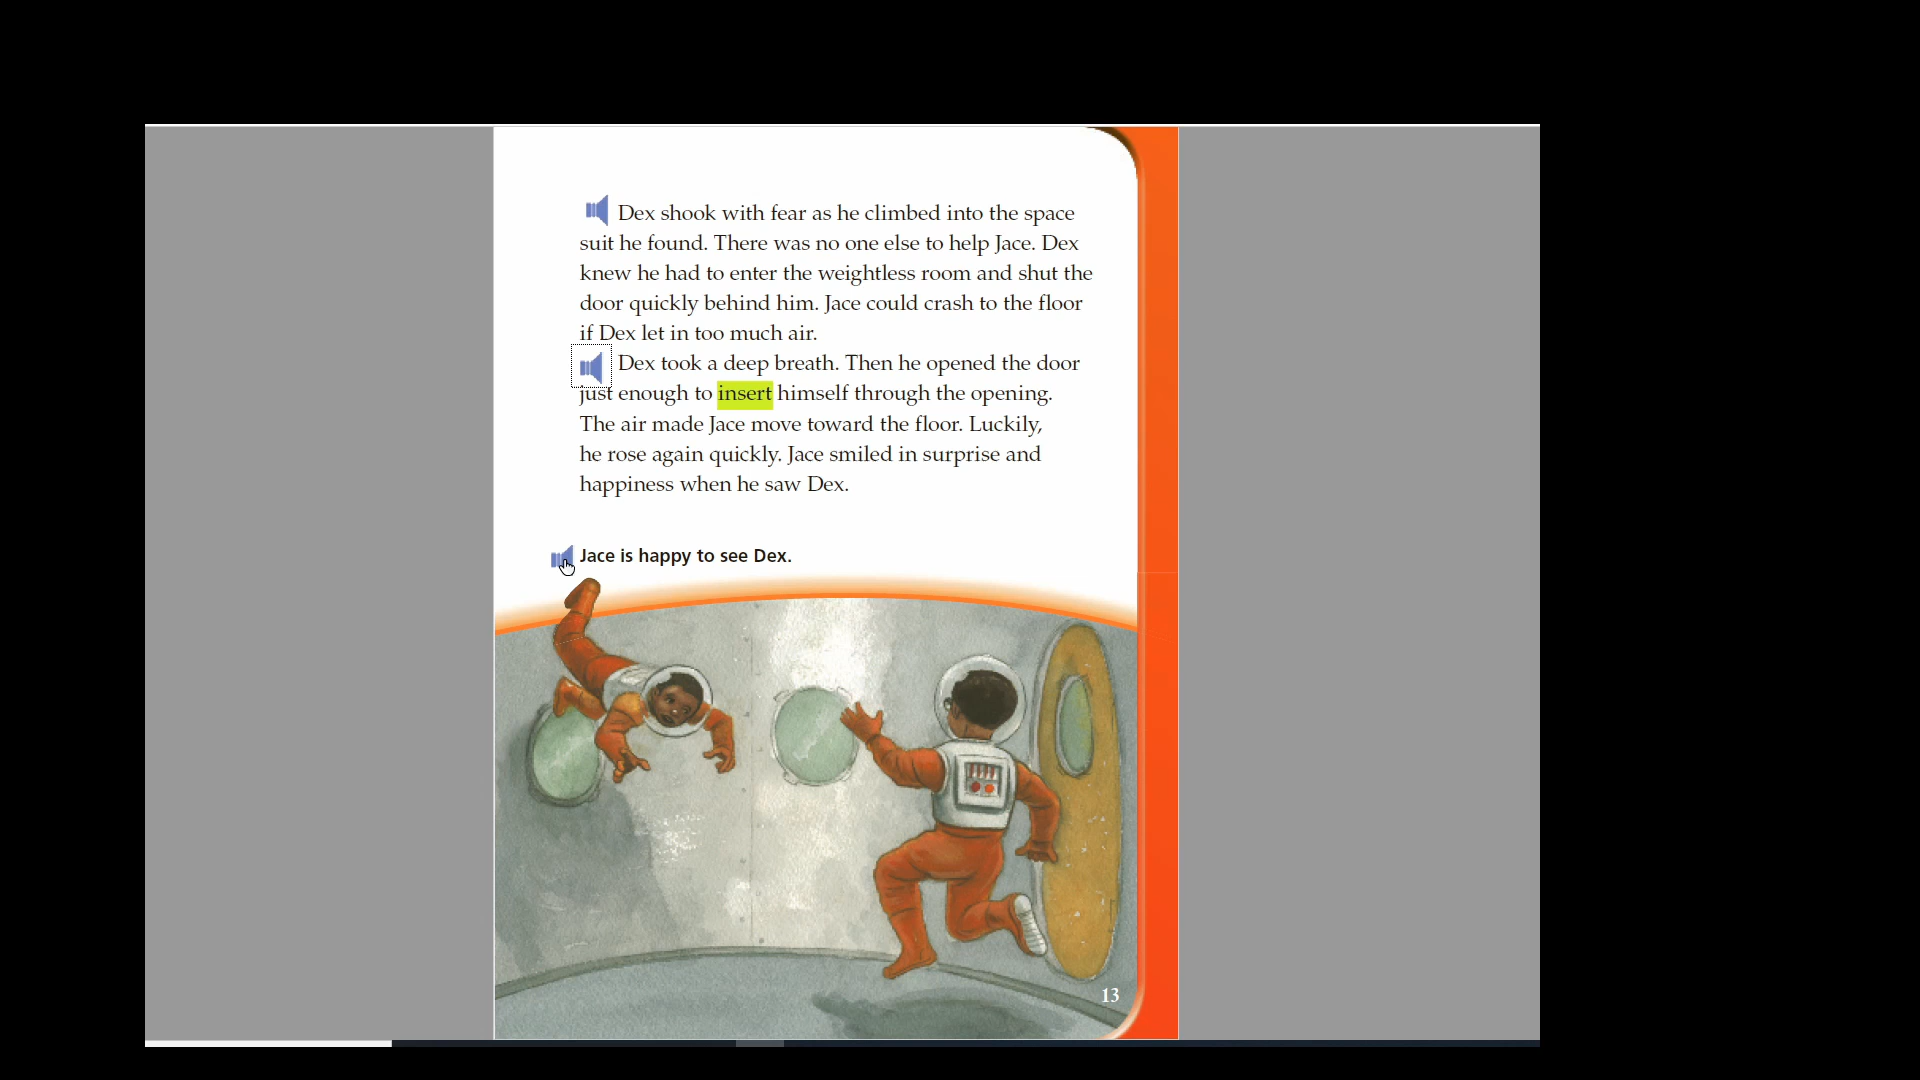 Dex shook with fear as he climbed into the space
suit he found. There was no one else to help Jace. Dex
knew he had to enter the weightless room and shut the
door quickly behind him. Jace could crash to the floor
if Dex let in too much air.
Dex took a deep breath. Then he opened the door
just enough to insert himself through the opening.
The air made Jace move toward the floor. Luckily,
he rose again quickly. Jace smiled in surprise and
happiness when he saw Dex.
Jace is happy to see Dex.
13